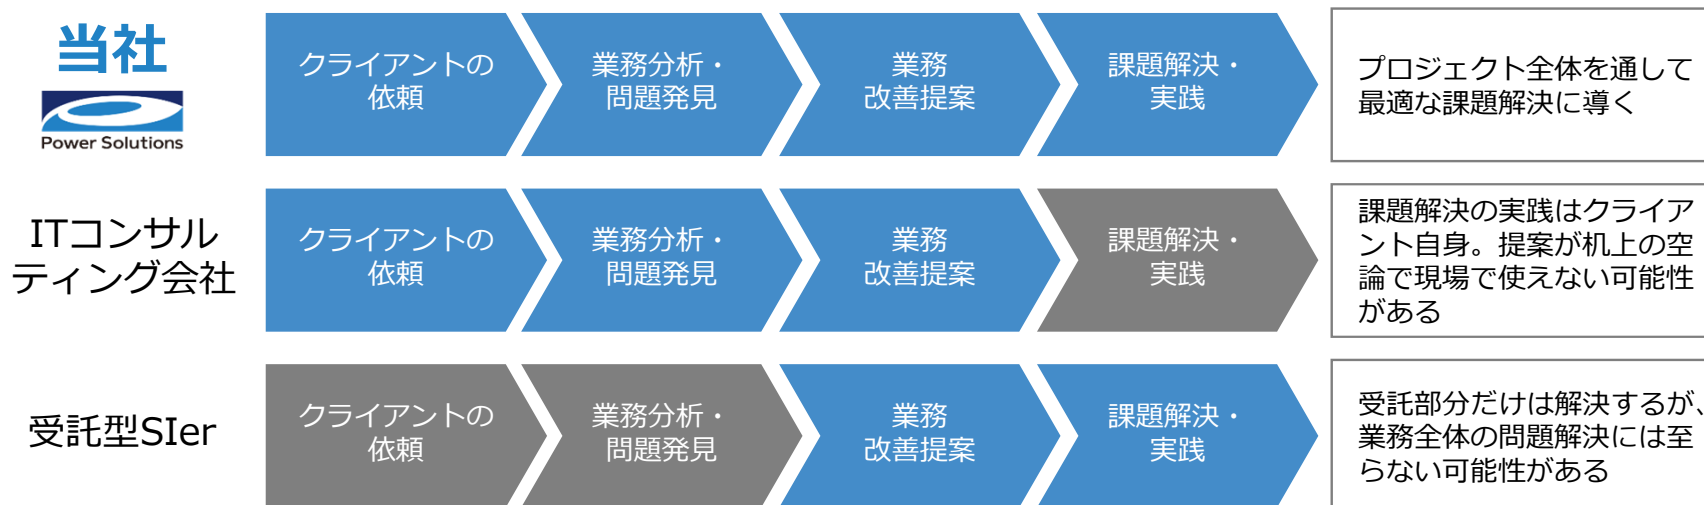 当社
Power Solutions
クライアントの
依頼
業務分析・
問題発見
業務
改善提案
課題解決・
実践
プロジェクト全体を通して
最適な課題解決に導く
ITコンサル
ティング会社
クライアントの
依頼
業務分析・
問題発見
業務
改善提案
課題解決・
実践
課題解決の実践はクライア
ント自身。提案が机上の空
論で現場で使えない可能性
がある
受託型SIer
クライアントの
依頼
業務分析・
問題発見
業務
改善提案
課題解決・
実践
受託部分だけは解決するが、
業務全体の問題解決には至
らない可能性がある